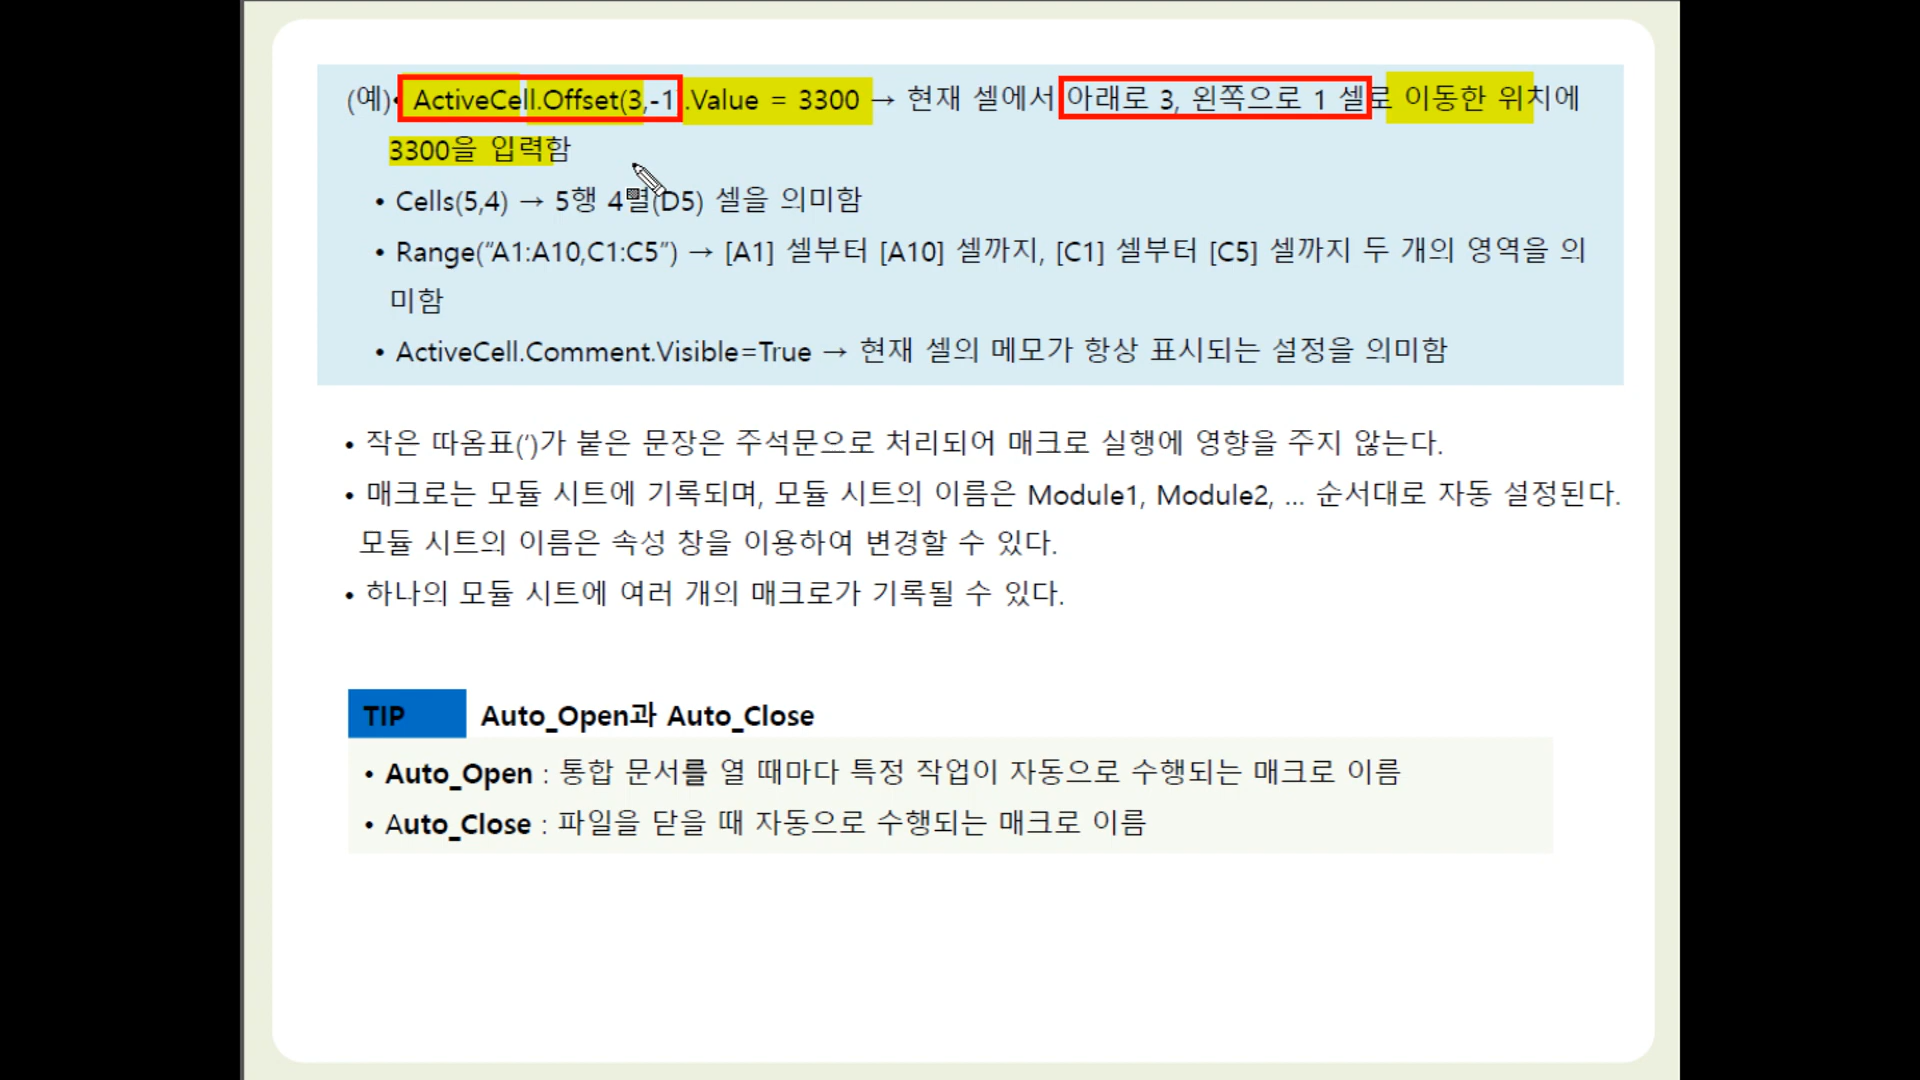 (예)• ActiveCell.Offset(3,-1).Value = 3300 → 현재 셀에서 아래로 3, 왼쪽으로 1 셀로 이동한 위치에
3300을 입력함
• Cells(5,4) → 5행 4열(D5) 셀을 의미함
• Range(“A1:A10,C1:C5”) → [A1] 셀부터 [A10] 셀까지, [C1] 셀부터 [C5] 셀까지 두 개의 영역을 의
미함
• ActiveCell.Comment.Visible=True → 현재 셀의 메모가 항상 표시되는 설정을 의미함
• 작은 따옴표(‘)가 붙은 문장은 주석문으로 처리되어 매크로 실행에 영향을 주지 않는다.
• 매크로는 모듈 시트에 기록되며, 모듈 시트의 이름은 Module1, Module2, ... 순서대로 자동 설정된다.
모듈 시트의 이름은 속성 창을 이용하여 변경할 수 있다.
• 하나의 모듈 시트에 여러 개의 매크로가 기록될 수 있다.
TIP Auto_Open과 Auto_Close
• Auto_Open : 통합 문서를 열 때마다 특정 작업이 자동으로 수행되는 매크로 이름
• Auto_Close : 파일을 닫을 때 자동으로 수행되는 매크로 이름